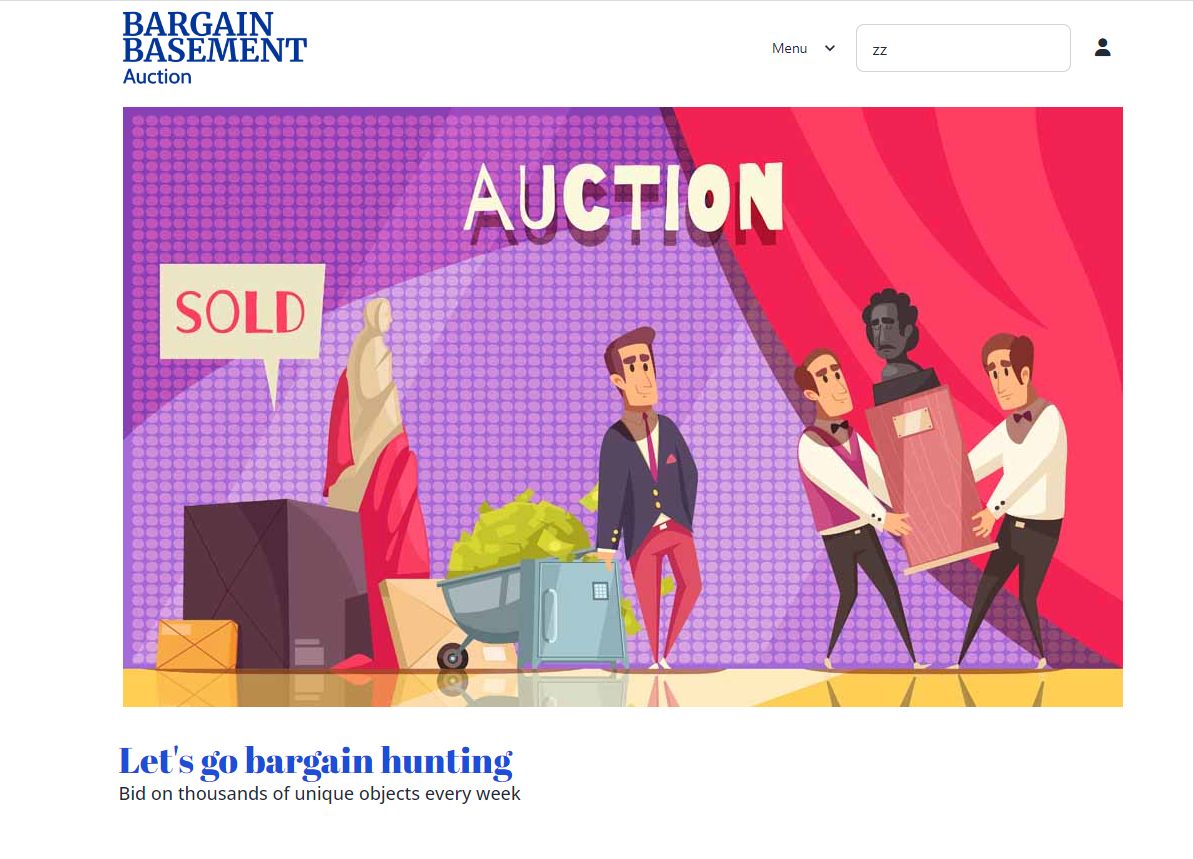 BARGAIN
BASEMENT
Auction
Menu
zz
AUCTION
SOLD
Let's go bargain hunting
Bid on thousands of unique objects every week